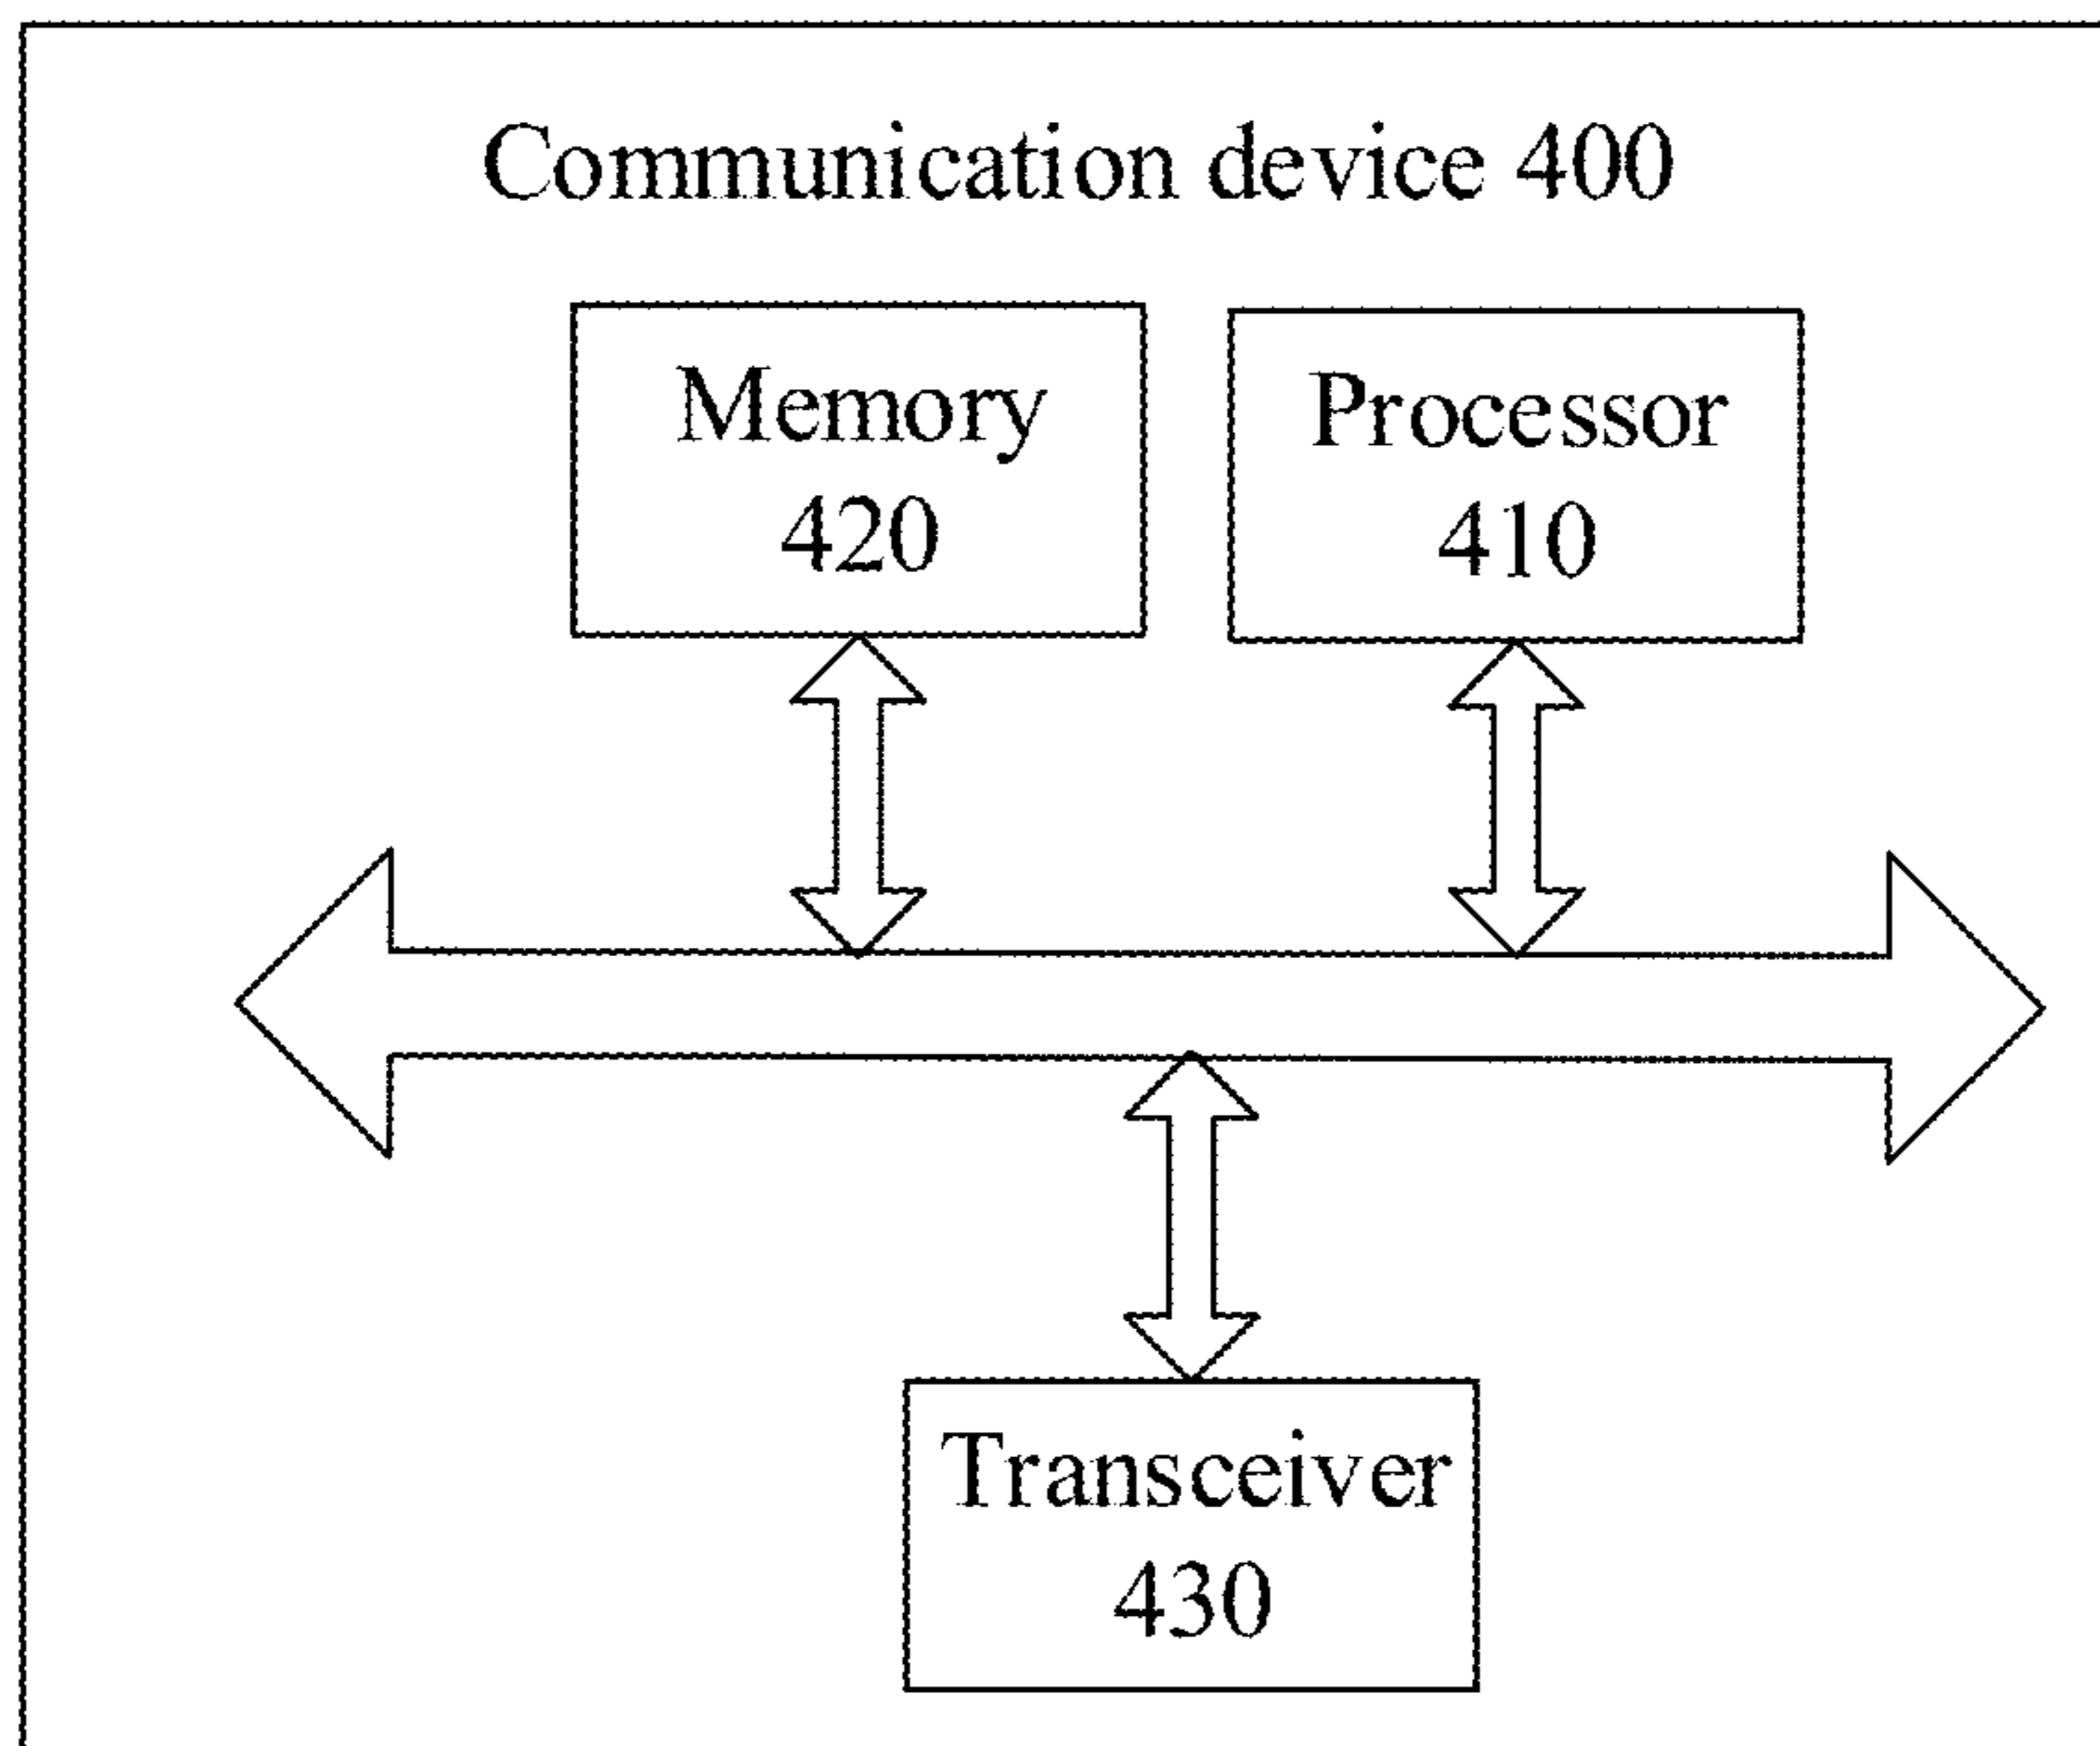 Communication device 400
Memory
420
Processor
410
Transceiver
430